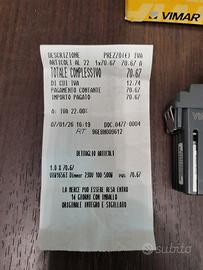 VIMAR
DESCRIZIONE PREZZO(€) IVA
ARTICOLI AL 22. 1x70.67 70.67 A
TOTALE COMPLESSIVO 70.67
DI CUI IVA 12.74
PAGAMENTO CONTANTE 70.67
IMPORTO PAGATO 70.67
A: IVA 22.00%
07/01/26 16:19 DOC.0477-0004
RT 96EBN009612
DETTAGLIO ARTICOLI
1.0 X 70.67
Dimmer 230V 100-500W 70.67
LA MERCE PUO' ESSERE RESA ENTRO
14 GIORNI CON IMBALLO
ORIGINALE INTEGRO E SIGILLATO
VIMAR
subito